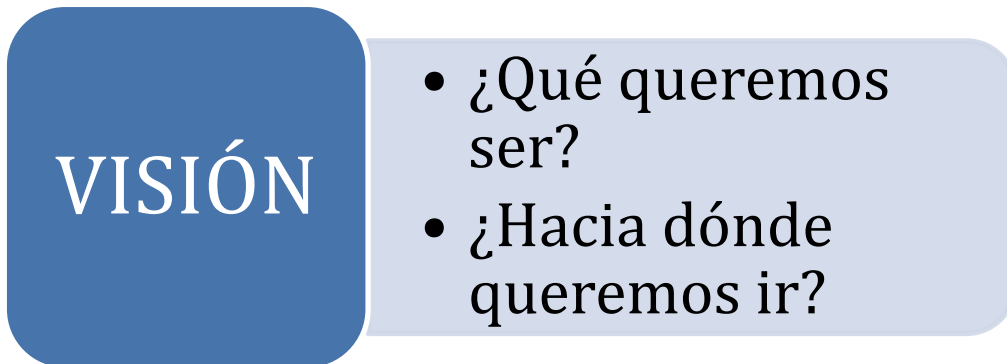 VISIÓN
• ¿Qué queremos
ser?
• ¿Hacia dónde
queremos ir?